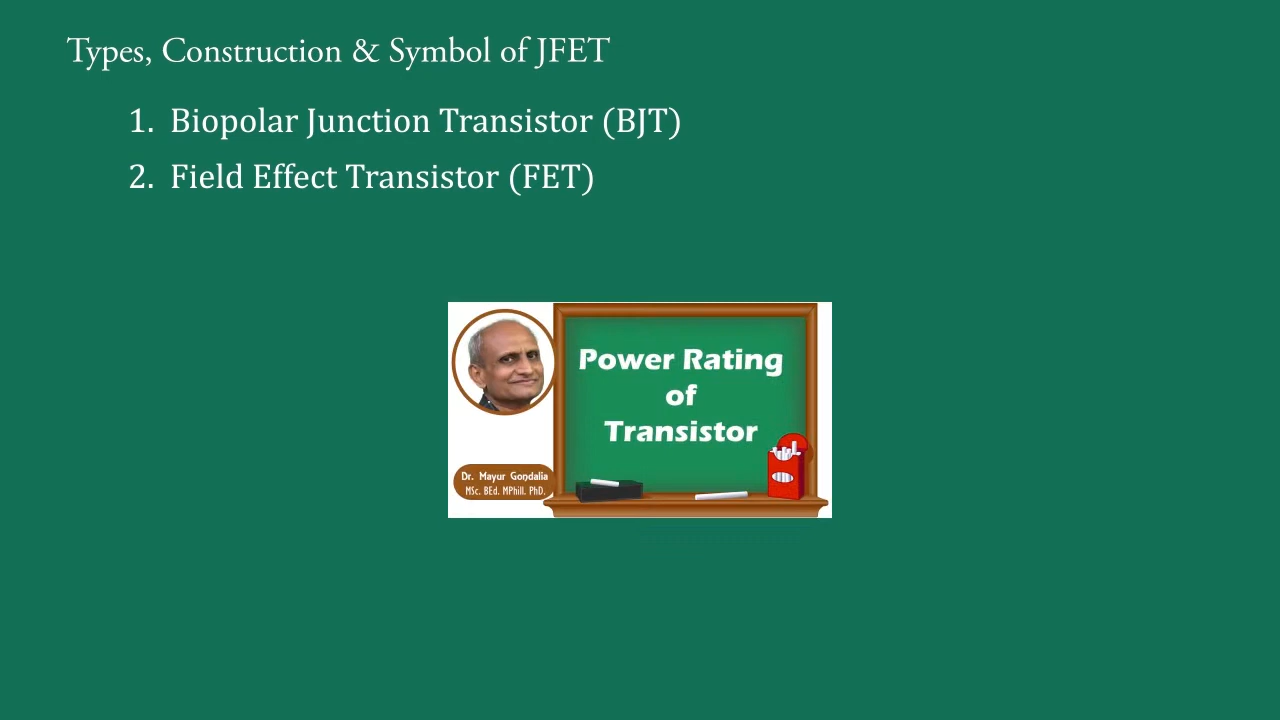 Types, Construction & Symbol of JFET
1. Biopolar Junction Transistor (BJT)
2. Field Effect Transistor (FET)
Power Rating
of
Transistor
Dr. Mayur Gondalia
MSc. BEd. MPhill. PhD.